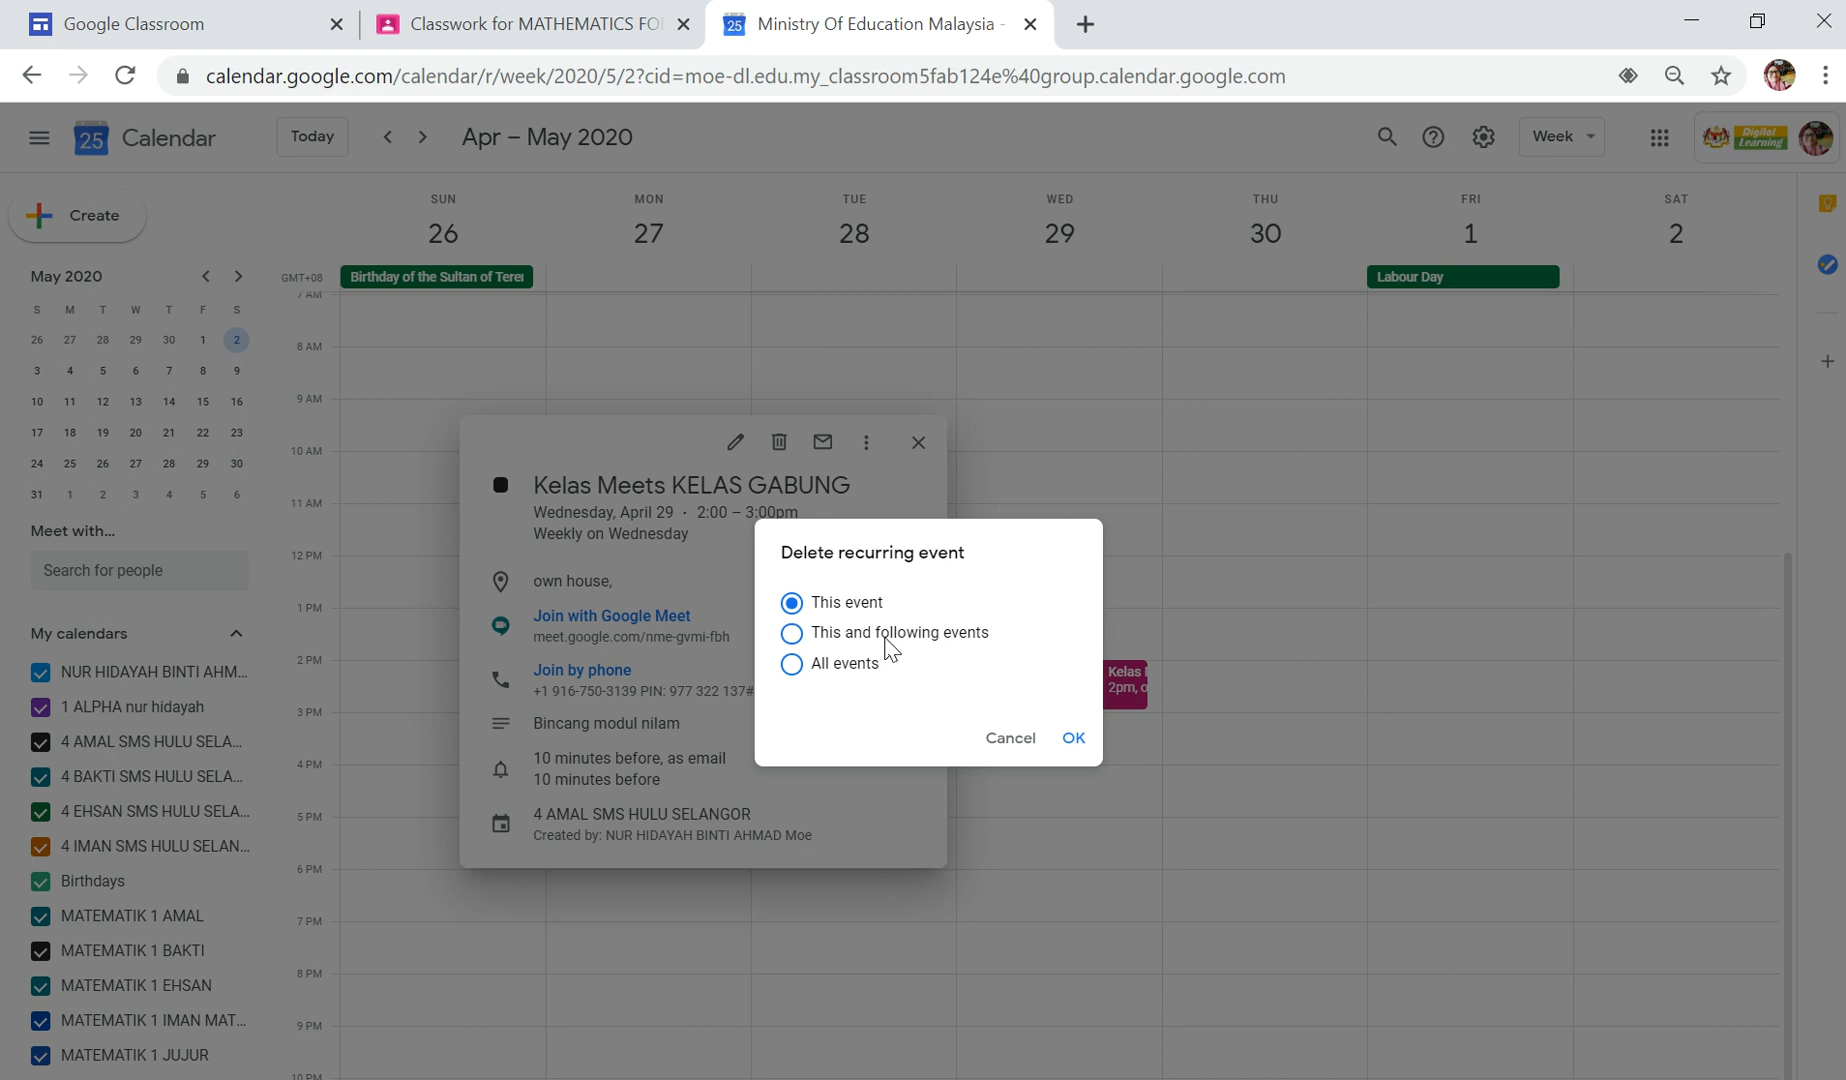 Google Classroom
Classwork for MATHEMATICS FO
Ministry Of Education Malaysia -
calendar.google.com/calendar/r/week/2020/5/2?cid=moe-dl.edu.my_classroom5fab124e%40group.calendar.google.com
25 Calendar Today Apr – May 2020 Week Digital Learning
Create
SUN MON TUE WED THU FRI SAT
26 27 28 29 30 1 2
May 2020
GMT+08 Birthday of the Sultan of Teren Labour Day
S M T W T F S
26 27 28 29 30 1 2
3 4 5 6 7 8 9
10 11 12 13 14 15 16
17 18 19 20 21 22 23
24 25 26 27 28 29 30
31 1 2 3 4 5 6
Meet with...
Search for people
My calendars
NUR HIDAYAH BINTI AHM...
1 ALPHA nur hidayah
4 AMAL SMS HULU SELA...
4 BAKTI SMS HULU SELA...
4 EHSAN SMS HULU SELA...
4 IMAN SMS HULU SELAN...
Birthdays
MATEMATIK 1 AMAL
MATEMATIK 1 BAKTI
MATEMATIK 1 EHSAN
MATEMATIK 1 IMAN MAT...
MATEMATIK 1 JUJUR
7 AM
8 AM
9 AM
10 AM
11 AM
12 PM
1 PM
2 PM
3 PM
4 PM
5 PM
6 PM
7 PM
8 PM
9 PM
10 PM
Kelas Meets KELAS GABUNG
Wednesday, April 29 · 2:00 – 3:00pm
Weekly on Wednesday
own house,
Join with Google Meet
meet.google.com/nme-gvmi-fbh
Join by phone
+1 916-750-3139 PIN: 977 322 137#
Bincang modul nilam
10 minutes before, as email
10 minutes before
4 AMAL SMS HULU SELANGOR
Created by: NUR HIDAYAH BINTI AHMAD Moe
Delete recurring event
This event
This and following events
All events
Cancel OK
Kelas
2pm, o